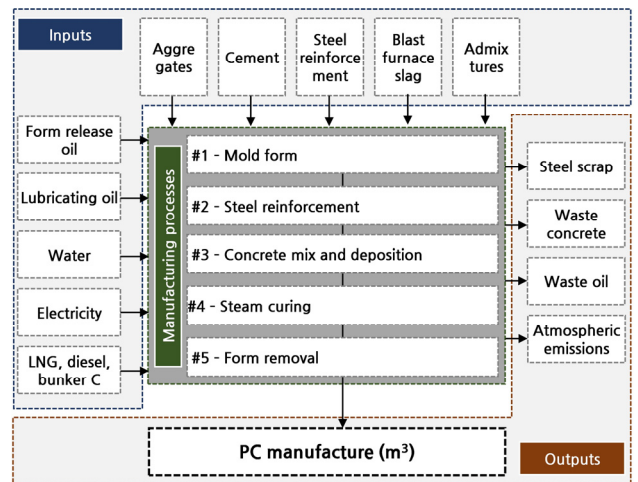 Inputs
Aggre
gates
Cement
Steel
reinforce
ment
Blast
furnace
slag
Admix
tures
Form release
oil
Lubricating oil
Water
Electricity
LNG, diesel,
bunker C
Manufacturing processes
#1 - Mold form
#2 - Steel reinforcement
#3 - Concrete mix and deposition
#4 - Steam curing
#5 - Form removal
Steel scrap
Waste
concrete
Waste oil
Atmospheric
emissions
PC manufacture (m³)
Outputs